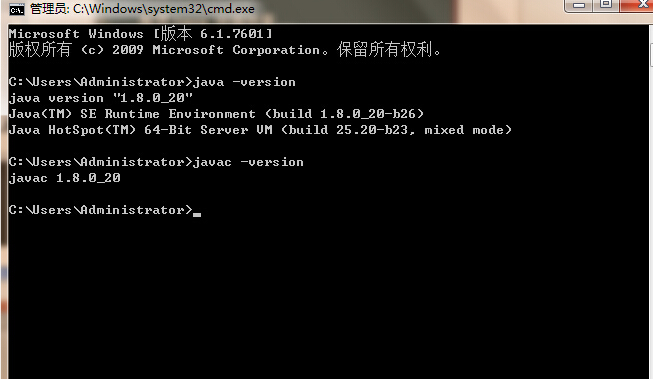 管理员: C:\Windows\system32\cmd.exe
Microsoft Windows [版本 6.1.7601]
版权所有 (c) 2009 Microsoft Corporation。保留所有权利。
C:\Users\Administrator>java -version
java version "1.8.0_20"
Java(TM) SE Runtime Environment (build 1.8.0_20-b26)
Java HotSpot(TM) 64-Bit Server VM (build 25.20-b23, mixed mode)
C:\Users\Administrator>javac -version
javac 1.8.0_20
C:\Users\Administrator>